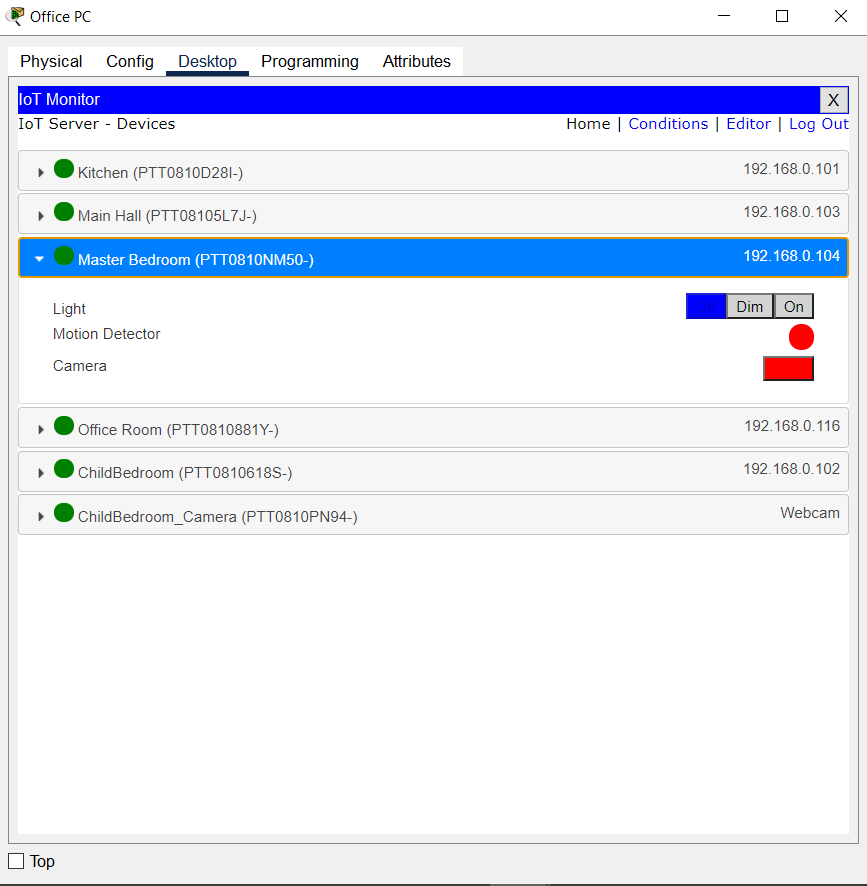 Office PC
Physical Config Desktop Programming Attributes
IoT Monitor X
IoT Server - Devices Home | Conditions | Editor | Log Out
Kitchen (PTT0810D28I-) 192.168.0.101
Main Hall (PTT08105L7J-) 192.168.0.103
Master Bedroom (PTT0810NM50-) 192.168.0.104
Light Dim On
Motion Detector
Camera
Office Room (PTT0810881Y-) 192.168.0.116
ChildBedroom (PTT0810618S-) 192.168.0.102
ChildBedroom_Camera (PTT0810PN94-) Webcam
Top